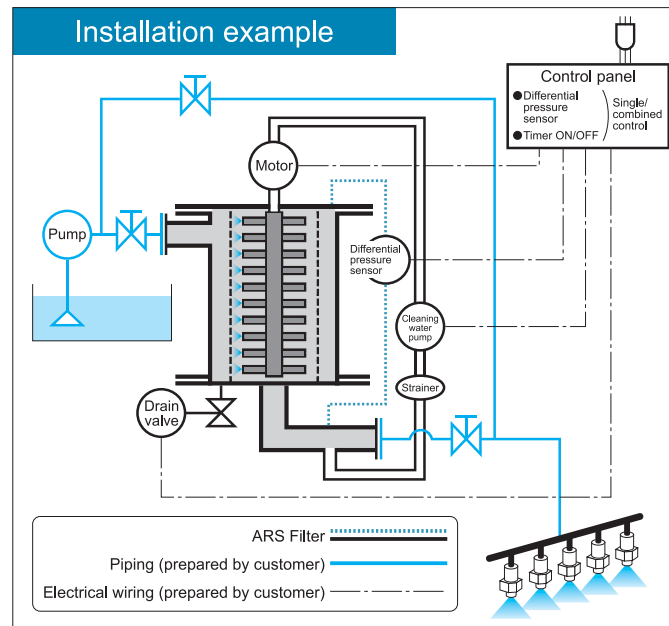 Installation example
Control panel
●Differential
pressure
sensor
●Timer ON/OFF
Single/
combined
control
Motor
Pump
Differential
pressure
sensor
Cleaning
water
pump
Strainer
Drain
valve
ARS Filter
Piping (prepared by customer)
Electrical wiring (prepared by customer)